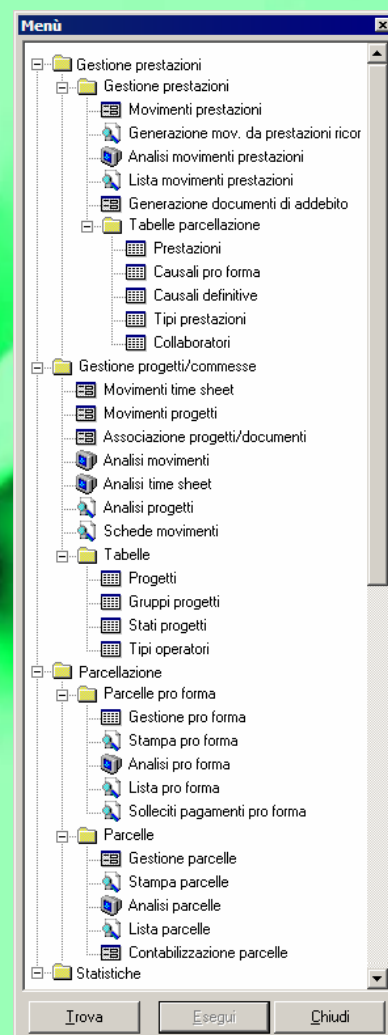 Menù
Gestione prestazioni
Gestione prestazioni
Movimenti prestazioni
Generazione mov. da prestazioni ricor
Analisi movimenti prestazioni
Lista movimenti prestazioni
Generazione documenti di addebito
Tabelle parcellazione
Prestazioni
Causali pro forma
Causali definitive
Tipi prestazioni
Collaboratori
Gestione progetti/commesse
Movimenti time sheet
Movimenti progetti
Associazione progetti/documenti
Analisi movimenti
Analisi time sheet
Analisi progetti
Schede movimenti
Tabelle
Progetti
Gruppi progetti
Stati progetti
Tipi operatori
Parcellazione
Parcelle pro forma
Gestione pro forma
Stampa pro forma
Analisi pro forma
Lista pro forma
Solleciti pagamenti pro forma
Parcelle
Gestione parcelle
Stampa parcelle
Analisi parcelle
Lista parcelle
Contabilizzazione parcelle
Statistiche
Trova Esegui Chiudi